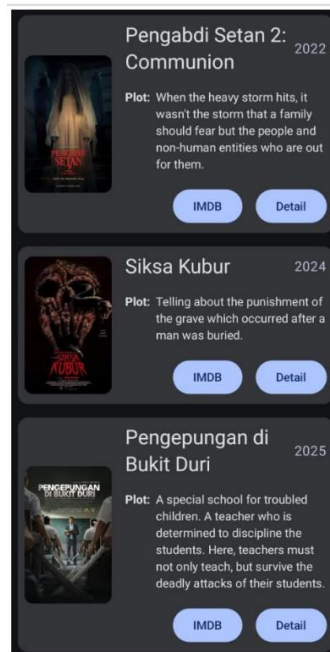 Pengabdi Setan 2:
Communion
2022
Plot: When the heavy storm hits, it
wasn't the storm that a family
should fear but the people and
non-human entities who are out
for them.
IMDB
Detail
PENGABDI
SETAN
Siksa Kubur
2024
Plot: Telling about the punishment of
the grave which occurred after a
man was buried.
IMDB
Detail
SIKSA
KUBUR
Pengepungan di
Bukit Duri
2025
Plot: A special school for troubled
children. A teacher who is
determined to discipline the
students. Here, teachers must
not only teach, but survive the
deadly attacks of their students.
IMDB
Detail
PENGEPUNGAN
DI BUKIT DURI